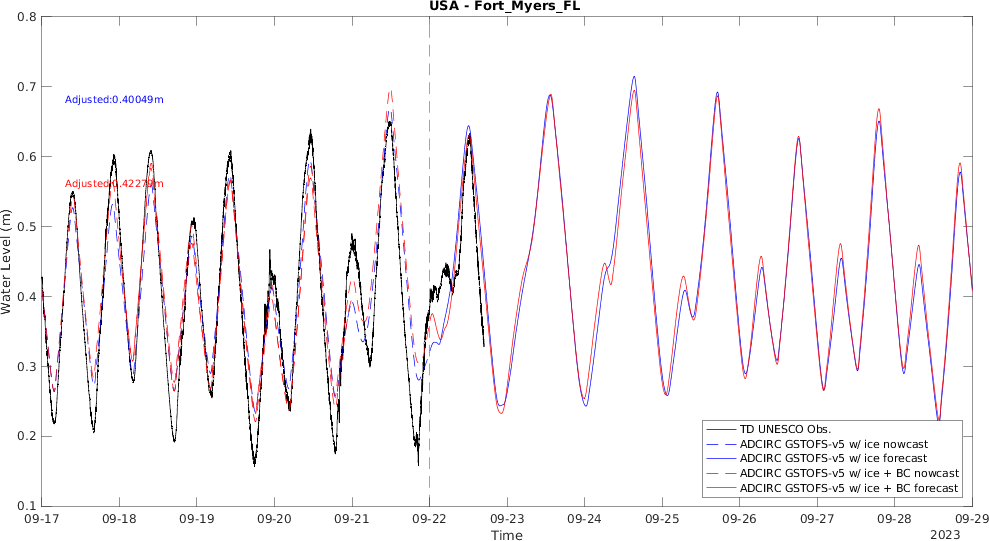 USA - Fort_Myers_FL
0.8
0.7
0.6
0.5
0.4
0.3
0.2
0.1
Water Level (m)
Adjusted:0.40049m
Adjusted:0.42279m
TD UNESCO Obs.
ADCIRC GSTOFS-v5 w/ ice nowcast
ADCIRC GSTOFS-v5 w/ ice forecast
ADCIRC GSTOFS-v5 w/ ice + BC nowcast
ADCIRC GSTOFS-v5 w/ ice + BC forecast
09-17 09-18 09-19 09-20 09-21 09-22 09-23 09-24 09-25 09-26 09-27 09-28 09-29
Time
2023